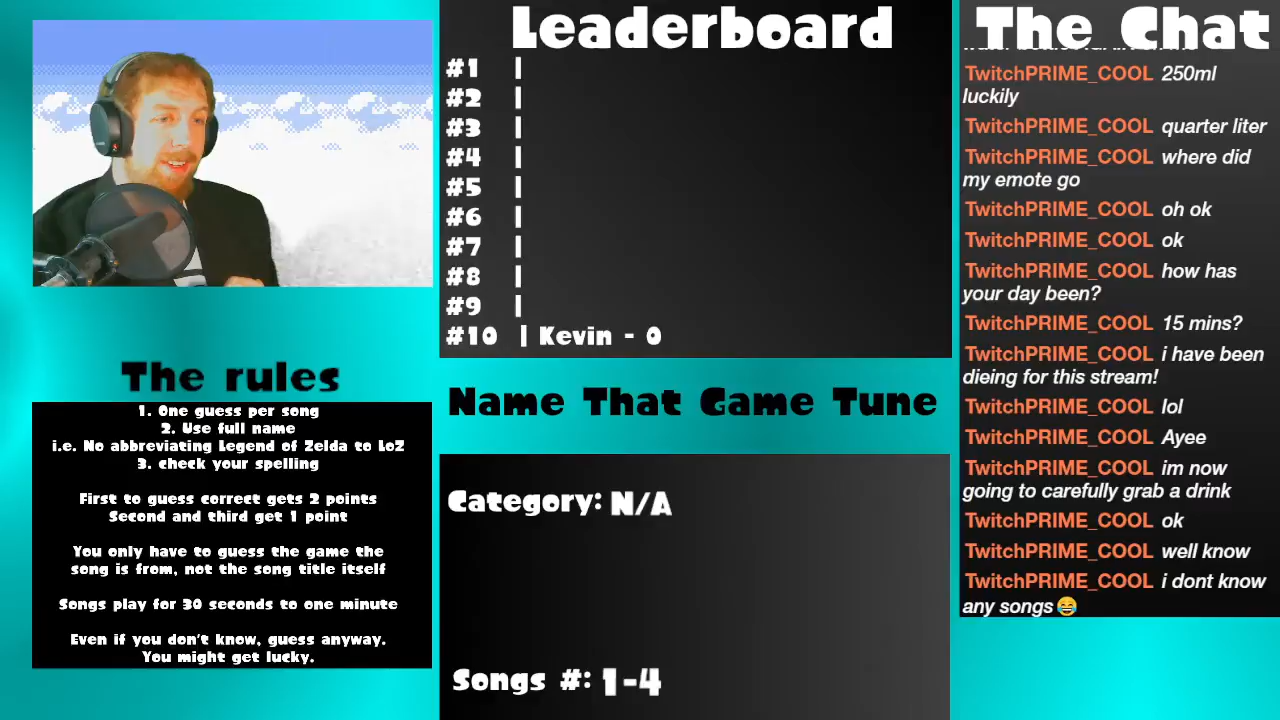 The rules
1. One guess per song
2. Use full name
i.e. No abbreviating Legend of Zelda to LoZ
3. check your spelling
First to guess correct gets 2 points
Second and third get 1 point
You only have to guess the game the
song is from, not the song title itself
Songs play for 30 seconds to one minute
Even if you don't know, guess anyway.
You might get lucky.
Leaderboard
#1 |
#2 |
#3 |
#4 |
#5 |
#6 |
#7 |
#8 |
#9 |
#10 | Kevin - 0
Name That Game Tune
Category: N/A
Songs #: 1-4
The Chat
TwitchPRIME_COOL 250ml
luckily
TwitchPRIME_COOL quarter liter
TwitchPRIME_COOL where did
my emote go
TwitchPRIME_COOL oh ok
TwitchPRIME_COOL ok
TwitchPRIME_COOL how has
your day been?
TwitchPRIME_COOL 15 mins?
TwitchPRIME_COOL i have been
dieing for this stream!
TwitchPRIME_COOL lol
TwitchPRIME_COOL Ayee
TwitchPRIME_COOL im now
going to carefully grab a drink
TwitchPRIME_COOL ok
TwitchPRIME_COOL well know
TwitchPRIME_COOL i dont know
any songs😂